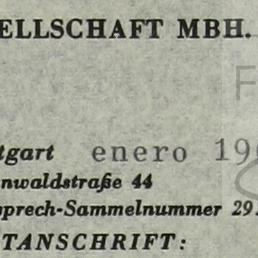 ELLSCHAFT MBH.
F
tgart enero 19
nwaldstraße 44
prech-Sammelnummer 29
TANSCHRIFT: